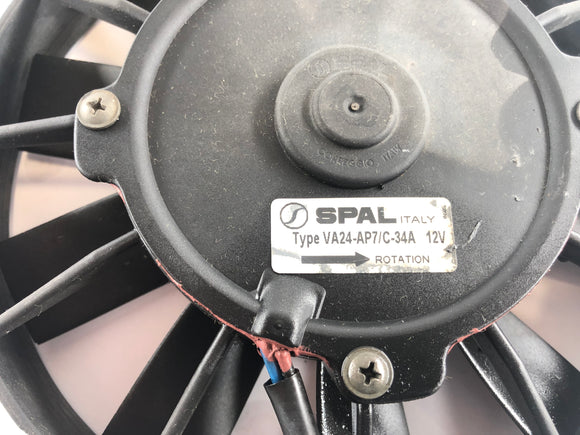 SPAL ITALY
Type VA24-AP7/C-34A 12V
ROTATION